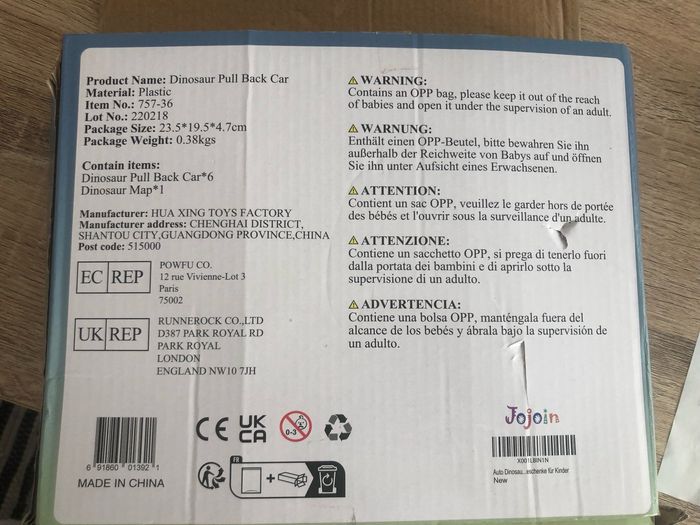 Product Name: Dinosaur Pull Back Car
Material: Plastic
Item No.: 757-36
Lot No.: 220218
Package Size: 23.5*19.5*4.7cm
Package Weight: 0.38kgs
Contain items:
Dinosaur Pull Back Car*6
Dinosaur Map*1
Manufacturer: HUA XING TOYS FACTORY
Manufacturer address: CHENGHAI DISTRICT,
SHANTOU CITY,GUANGDONG PROVINCE,CHINA
Post code: 515000
EC REP
POWFU CO.
12 rue Vivienne-Lot 3
Paris
75002
UK REP
RUNNEROCK CO.,LTD
D387 PARK ROYAL RD
PARK ROYAL
LONDON
ENGLAND NW10 7JH
WARNING:
Contains an OPP bag, please keep it out of the reach
of babies and open it under the supervision of an adult.
WARNUNG:
Enthält einen OPP-Beutel, bitte bewahren Sie ihn
außerhalb der Reichweite von Babys auf und öffnen
Sie ihn unter Aufsicht eines Erwachsenen.
ATTENTION:
Contient un sac OPP, veuillez le garder hors de portée
des bébés et l'ouvrir sous la surveillance d'un adulte.
ATTENZIONE:
Contiene un sacchetto OPP, si prega di tenerlo fuori
dalla portata dei bambini e di aprirlo sotto la
supervisione di un adulto.
ADVERTENCIA:
Contiene una bolsa OPP, manténgala fuera del
alcance de los bebés y ábrala bajo la supervisión de
un adulto.
6 91860 01392 1
MADE IN CHINA
CE
UK
CA
0-3
FR
Jojoin
X001LBIN1N
Auto Dinosau...eschenke für Kinder
New